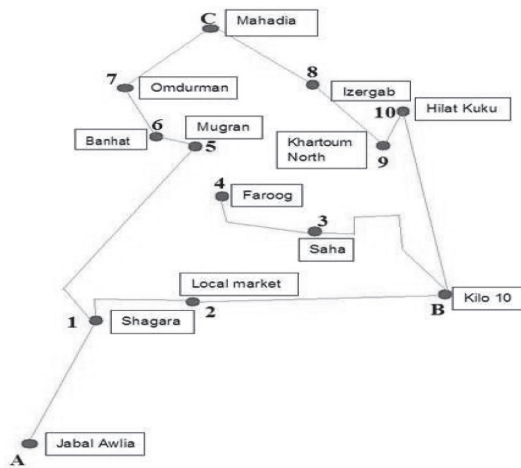 C Mahadia
8
7 Omdurman Izergab
10 Hilat Kuku
6 Mugran
Banhat 5 Khartoum
North 9
4 Faroog
3
Saha
Local market
B Kilo 10
1 Shagara 2
A Jabal Awlia